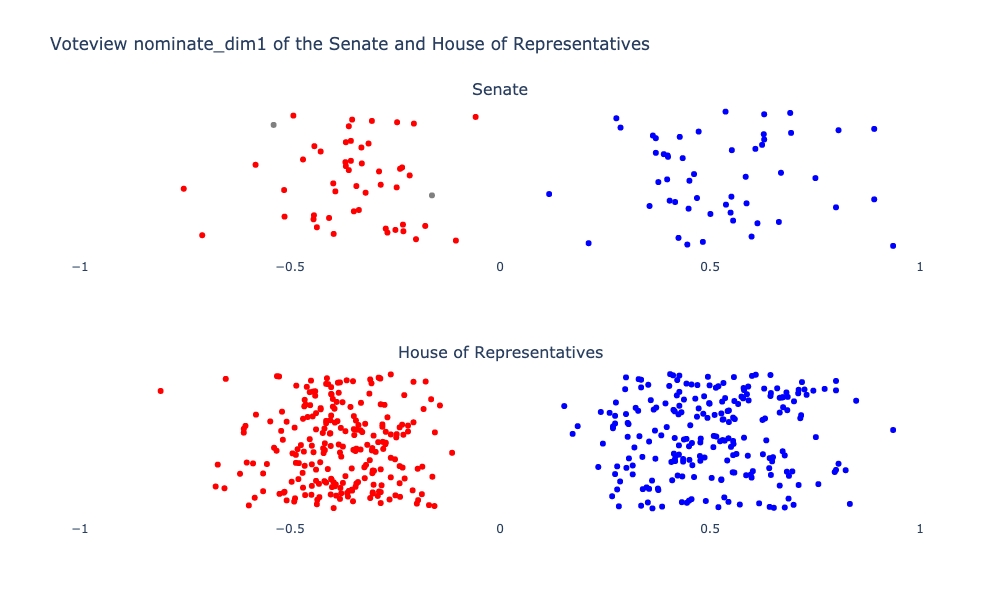 Voteview nominate_dim1 of the Senate and House of Representatives
Senate
−1 −0.5 0 0.5 1
House of Representatives
−1 −0.5 0 0.5 1